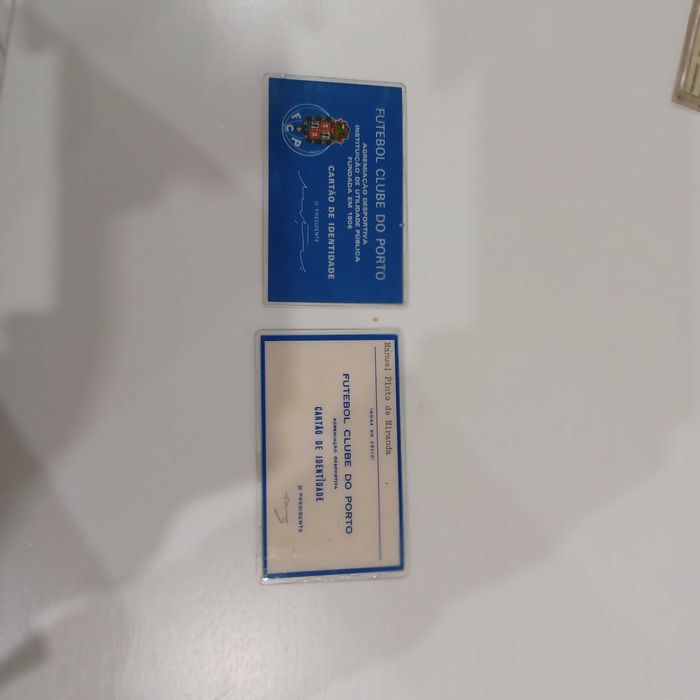 FUTEBOL CLUBE DO PORTO
AGREMIAÇÃO DESPORTIVA
INSTITUIÇÃO DE UTILIDADE PÚBLICA
FUNDADA EM 1906
CARTÃO DE IDENTIDADE
O PRESIDENTE
F.C.P.
Manuel Pinto de Miranda
(NOME DO SÓCIO)
FUTEBOL CLUBE DO PORTO
AGREMIAÇÃO DESPORTIVA
CARTÃO DE IDENTIDADE
O PRESIDENTE